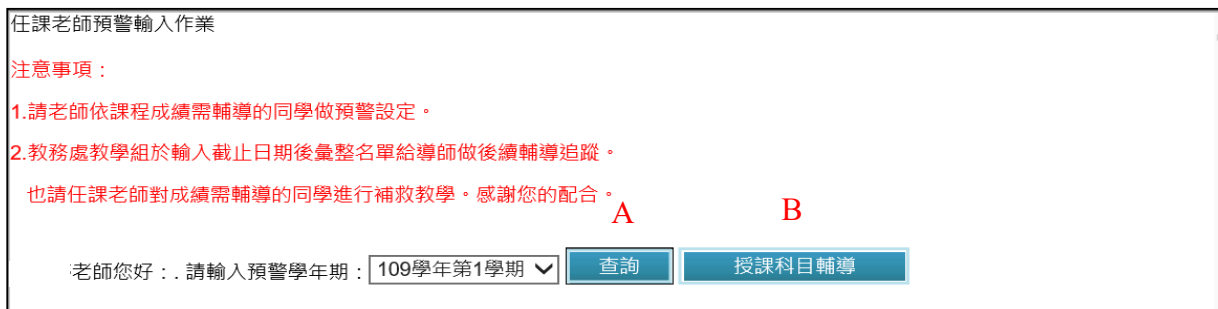 任課老師預警輸入作業
注意事項：
1.請老師依課程成績需輔導的同學做預警設定。
2.教務處教學組於輸入截止日期後彙整名單給導師做後續輔導追蹤。
也請任課老師對成績需輔導的同學進行補救教學。感謝您的配合。
A B
老師您好：. 請輸入預警學年期：109學年第1學期 查詢 授課科目輔導